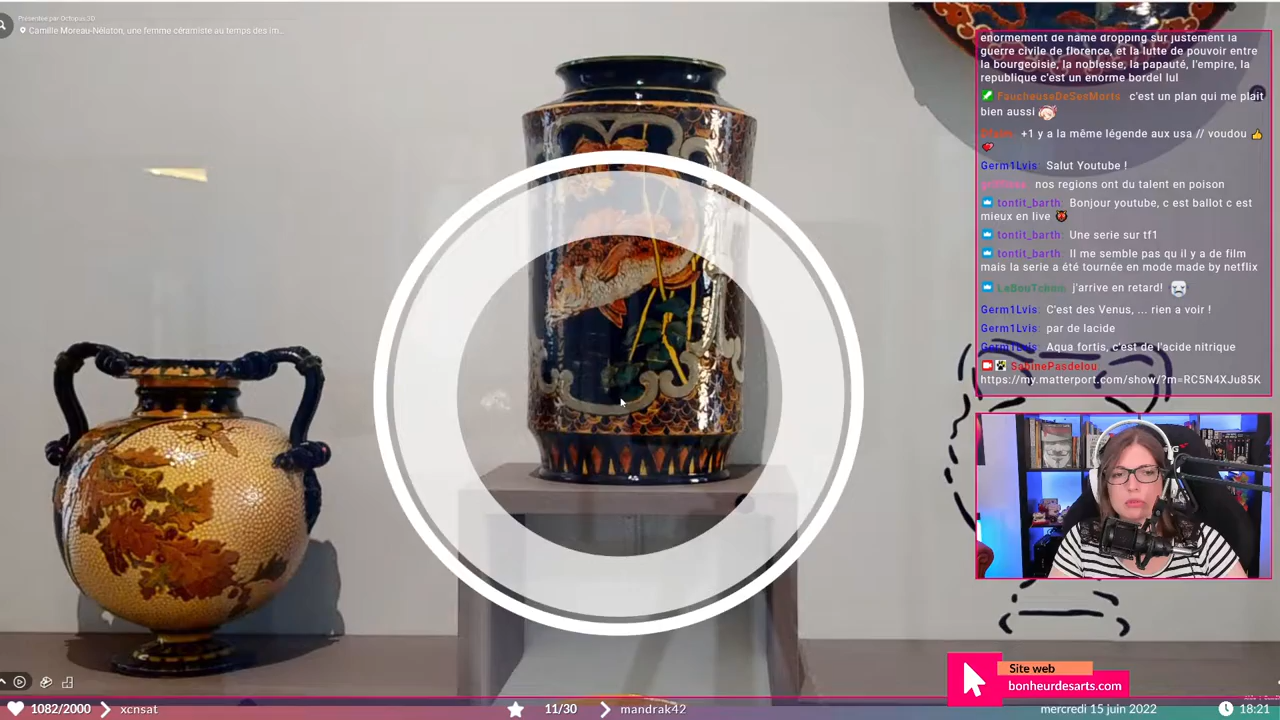 Présentée par Octopus 3D
Camille Moreau-Nélaton, une femme céramiste au temps des im...
enormement de name dropping sur justement la
guerre civile de florence, et la lutte de pouvoir entre
la bourgeoisie, la noblesse, la papauté, l'empire, la
republique c'est un enorme bordel lul
FaucheuseDeSesMorts c'est un plan qui me plait
bien aussi
+1 y a la même légende aux usa // voudou
Germ1Lvis: Salut Youtube !
nos regions ont du talent en poison
tontit_barth: Bonjour youtube, c est ballot c est
mieux en live
tontit_barth: Une serie sur tf1
tontit_barth: Il me semble pas qu il y a de film
mais la serie a été tournée en mode made by netflix
j'arrive en retard!
Germ1Lvis: C'est des Venus, ... rien a voir !
Germ1Lvis: par de lacide
Germ1Lvis: Aqua fortis, c'est de l'acide nitrique
SabinePasdelou:
https://my.matterport.com/show/?m=RC5N4XJu85K
Site web
bonheurdesarts.com
1082/2000 xcnsat 11/30 mandrak42 mercredi 15 juin 2022 18:21